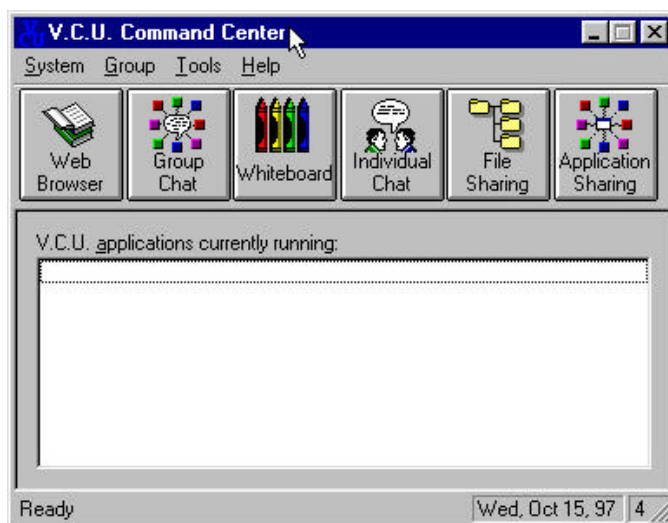 V.C.U. Command Center
System Group Tools Help
Web Browser
Group Chat
Whiteboard
Individual Chat
File Sharing
Application Sharing
V.C.U. applications currently running:
Ready Wed, Oct 15, 97 4